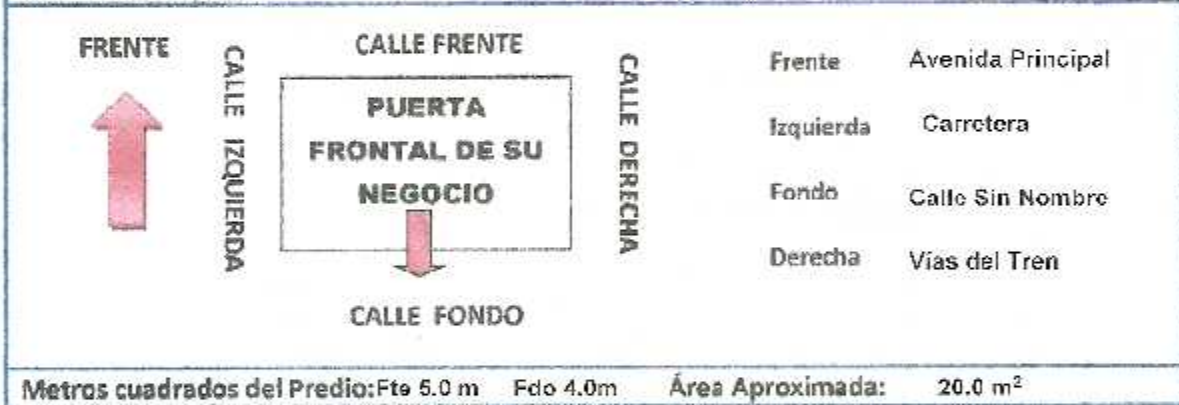 FRENTE
CALLE IZQUIERDA
CALLE FRENTE
PUERTA
FRONTAL DE SU
NEGOCIO
CALLE DERECHA
CALLE FONDO
Frente Avenida Principal
Izquierda Carretera
Fondo Calle Sin Nombre
Derecha Vías del Tren
Metros cuadrados del Predio:Fte 5.0 m Fdo 4.0m Área Aproximada: 20.0 m²